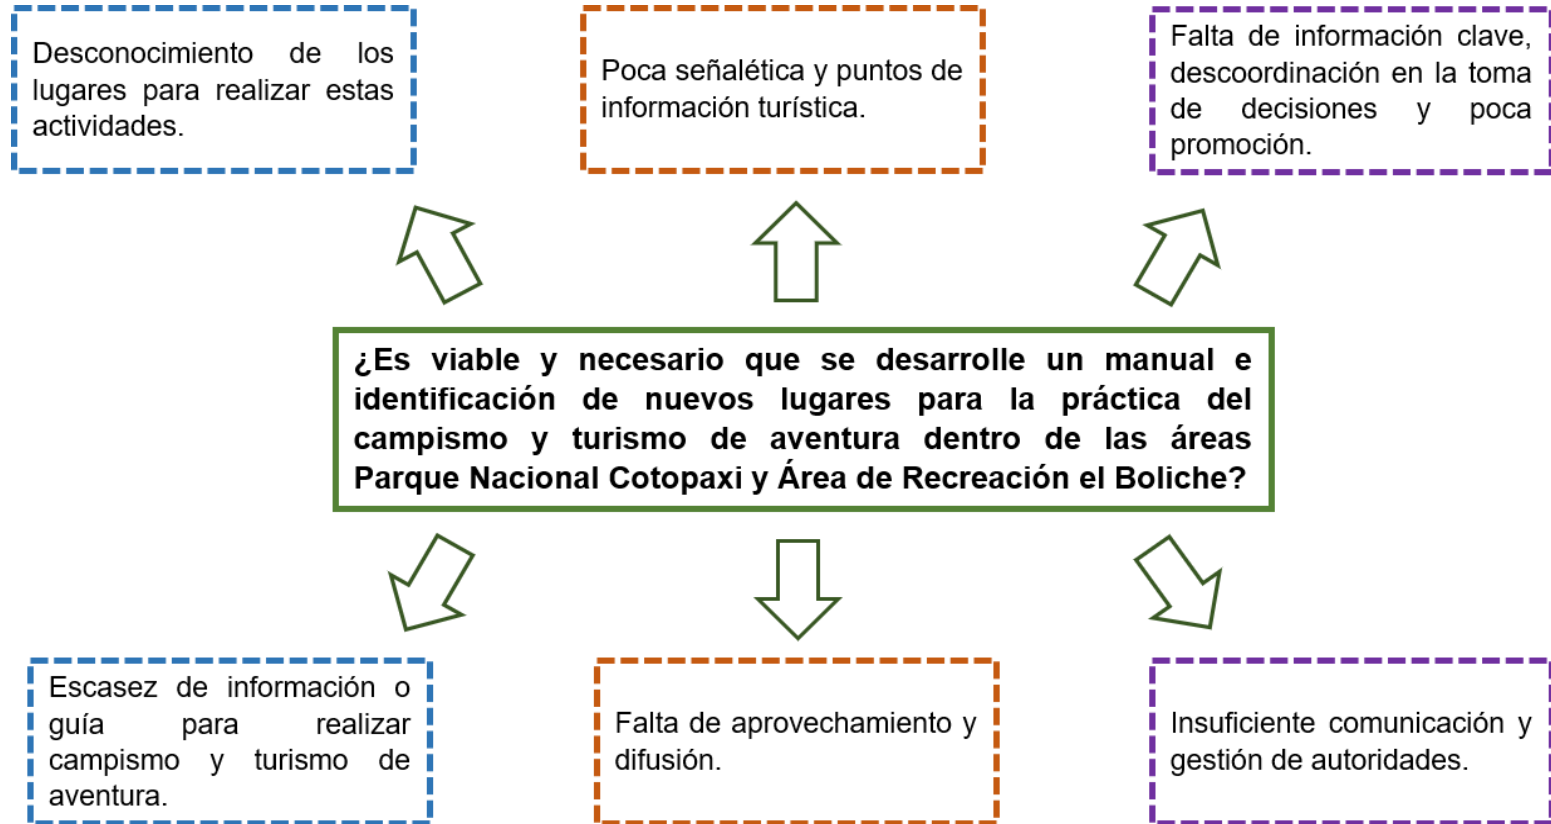 Desconocimiento de los
lugares para realizar estas
actividades.
Poca señalética y puntos de
información turística.
Falta de información clave,
descoordinación en la toma
de decisiones y poca
promoción.
¿Es viable y necesario que se desarrolle un manual e
identificación de nuevos lugares para la práctica del
campismo y turismo de aventura dentro de las áreas
Parque Nacional Cotopaxi y Área de Recreación el Boliche?
Escasez de información o
guía para realizar
campismo y turismo de
aventura.
Falta de aprovechamiento y
difusión.
Insuficiente comunicación y
gestión de autoridades.